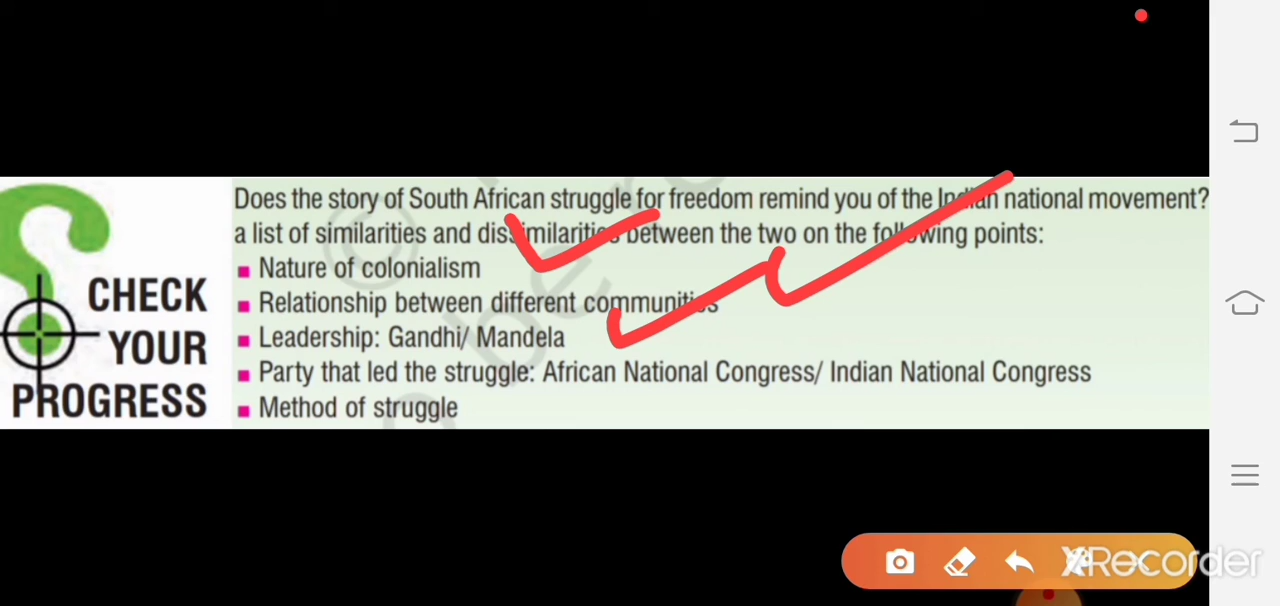 Does the story of South African struggle for freedom remind you of the Indian national movement?
a list of similarities and dissimilarities between the two on the following points:
■ Nature of colonialism
■ Relationship between different communities
■ Leadership: Gandhi/ Mandela
■ Party that led the struggle: African National Congress/ Indian National Congress
■ Method of struggle
CHECK
YOUR
PROGRESS
XRecorder